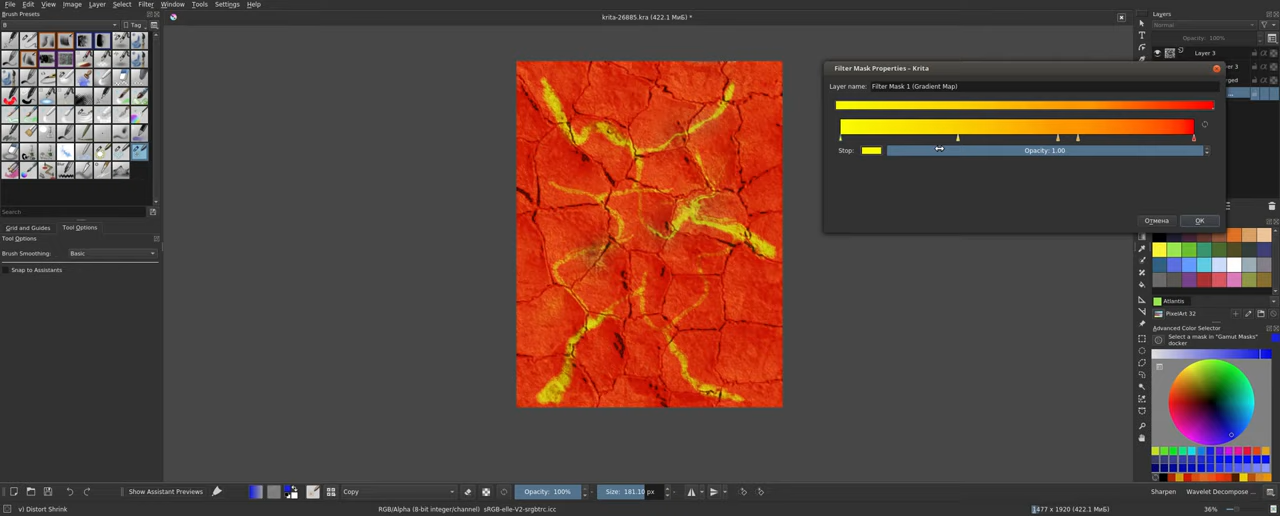 File Edit View Image Layer Select Filter Window Tools Settings Help
Brush Presets
B
Tag
Search
Grid and Guides Tool Options
Tool Options
Brush Smoothing: Basic
Snap to Assistants
krita-26885.kra (422.1 МиБ) *
Filter Mask Properties – Krita
Layer name: Filter Mask 1 (Gradient Map)
Stop: Opacity: 1.00
Отмена OK
Layers
Normal
Opacity: 100%
Layer 3
Atlantis
PixelArt 32
Advanced Color Selector
Select a mask in "Gamut Masks"
docker
Show Assistant Previews Copy Opacity: 100% Size: 181.10 px Sharpen Wavelet Decompose ...
v) Distort Shrink RGB/Alpha (8-bit integer/channel) sRGB-elle-V2-srgbtrc.icc 1477 x 1920 (422.1 МиБ) 36%